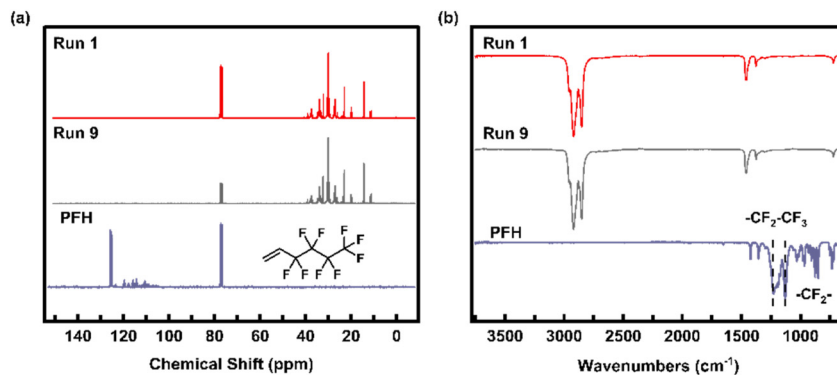 (a)
Run 1
Run 9
PFH
F F F F F
F F F F
140 120 100 80 60 40 20 0
Chemical Shift (ppm)
(b)
Run 1
Run 9
PFH
-CF₂-CF₃
-CF₂-
3500 3000 2500 2000 1500 1000
Wavenumbers (cm⁻¹)